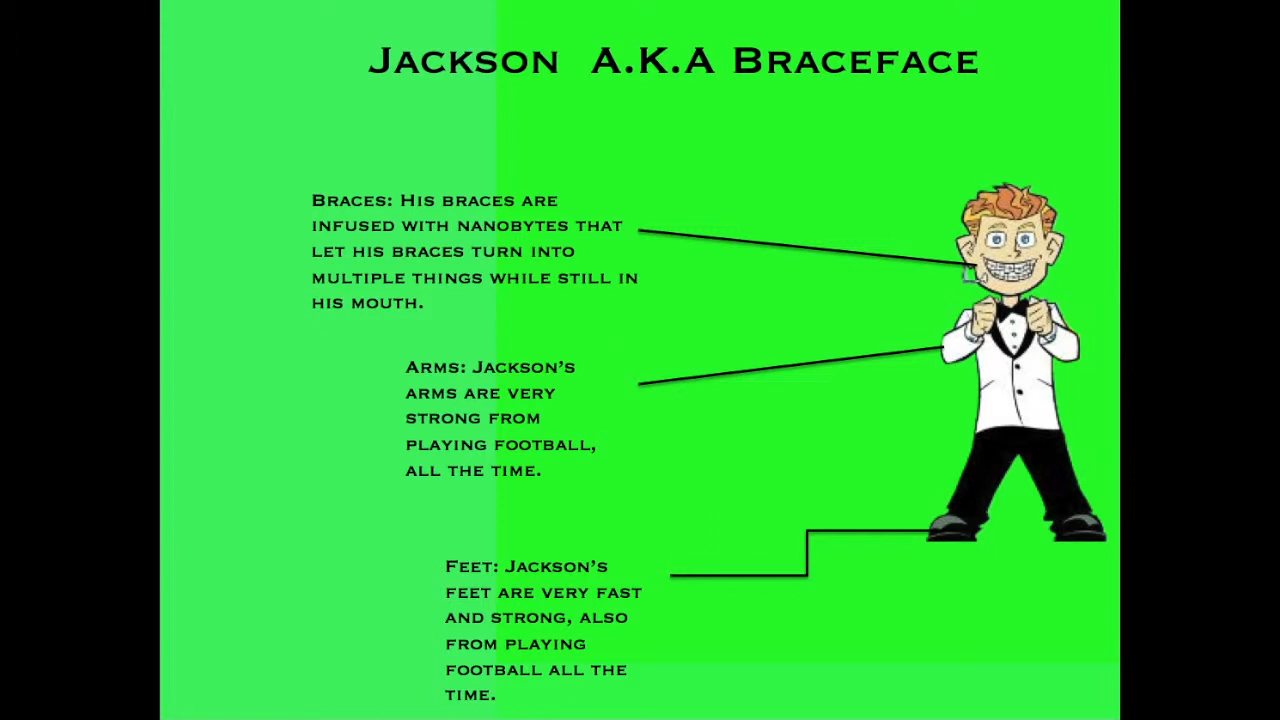 Jackson A.K.A Braceface
Braces: His braces are
infused with nanobytes that
let his braces turn into
multiple things while still in
his mouth.
Arms: Jackson's
arms are very
strong from
playing football,
all the time.
Feet: Jackson's
feet are very fast
and strong, also
from playing
football all the
time.